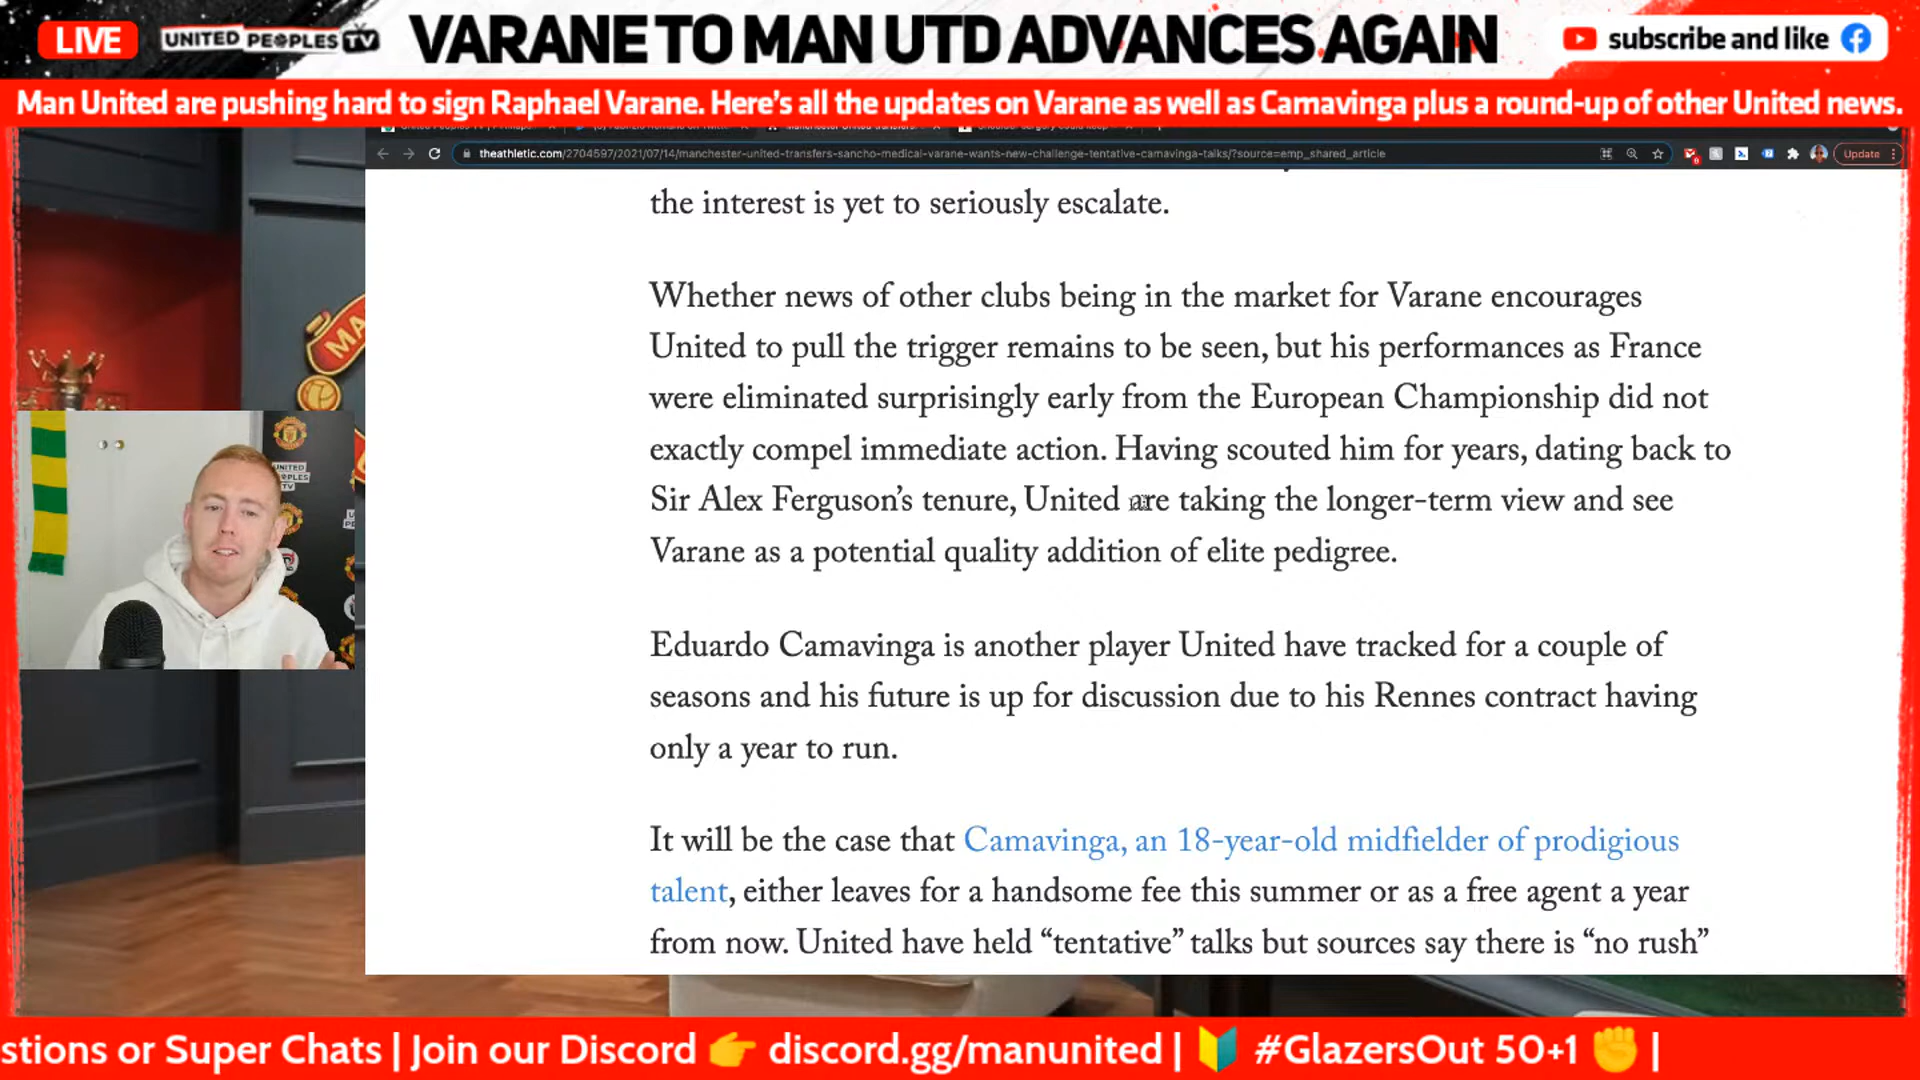 LIVE
UNITED PEOPLES TV
VARANE TO MAN UTD ADVANCES AGAIN
subscribe and like
Man United are pushing hard to sign Raphael Varane. Here's all the updates on Varane as well as Camavinga plus a round-up of other United news.
theathletic.com/2704597/2021/07/14/manchester-united-transfers-sancho-medical-varane-wants-new-challenge-tentative-camavinga-talks/?source=emp_shared_article
Update
the interest is yet to seriously escalate.
Whether news of other clubs being in the market for Varane encourages
United to pull the trigger remains to be seen, but his performances as France
were eliminated surprisingly early from the European Championship did not
exactly compel immediate action. Having scouted him for years, dating back to
Sir Alex Ferguson’s tenure, United are taking the longer-term view and see
Varane as a potential quality addition of elite pedigree.
Eduardo Camavinga is another player United have tracked for a couple of
seasons and his future is up for discussion due to his Rennes contract having
only a year to run.
It will be the case that Camavinga, an 18-year-old midfielder of prodigious
talent, either leaves for a handsome fee this summer or as a free agent a year
from now. United have held “tentative” talks but sources say there is “no rush”
MA
UNITED
PEOPLES
TV
stions or Super Chats | Join our Discord 👉 discord.gg/manunited | 🔰 #GlazersOut 50+1 ✊ |